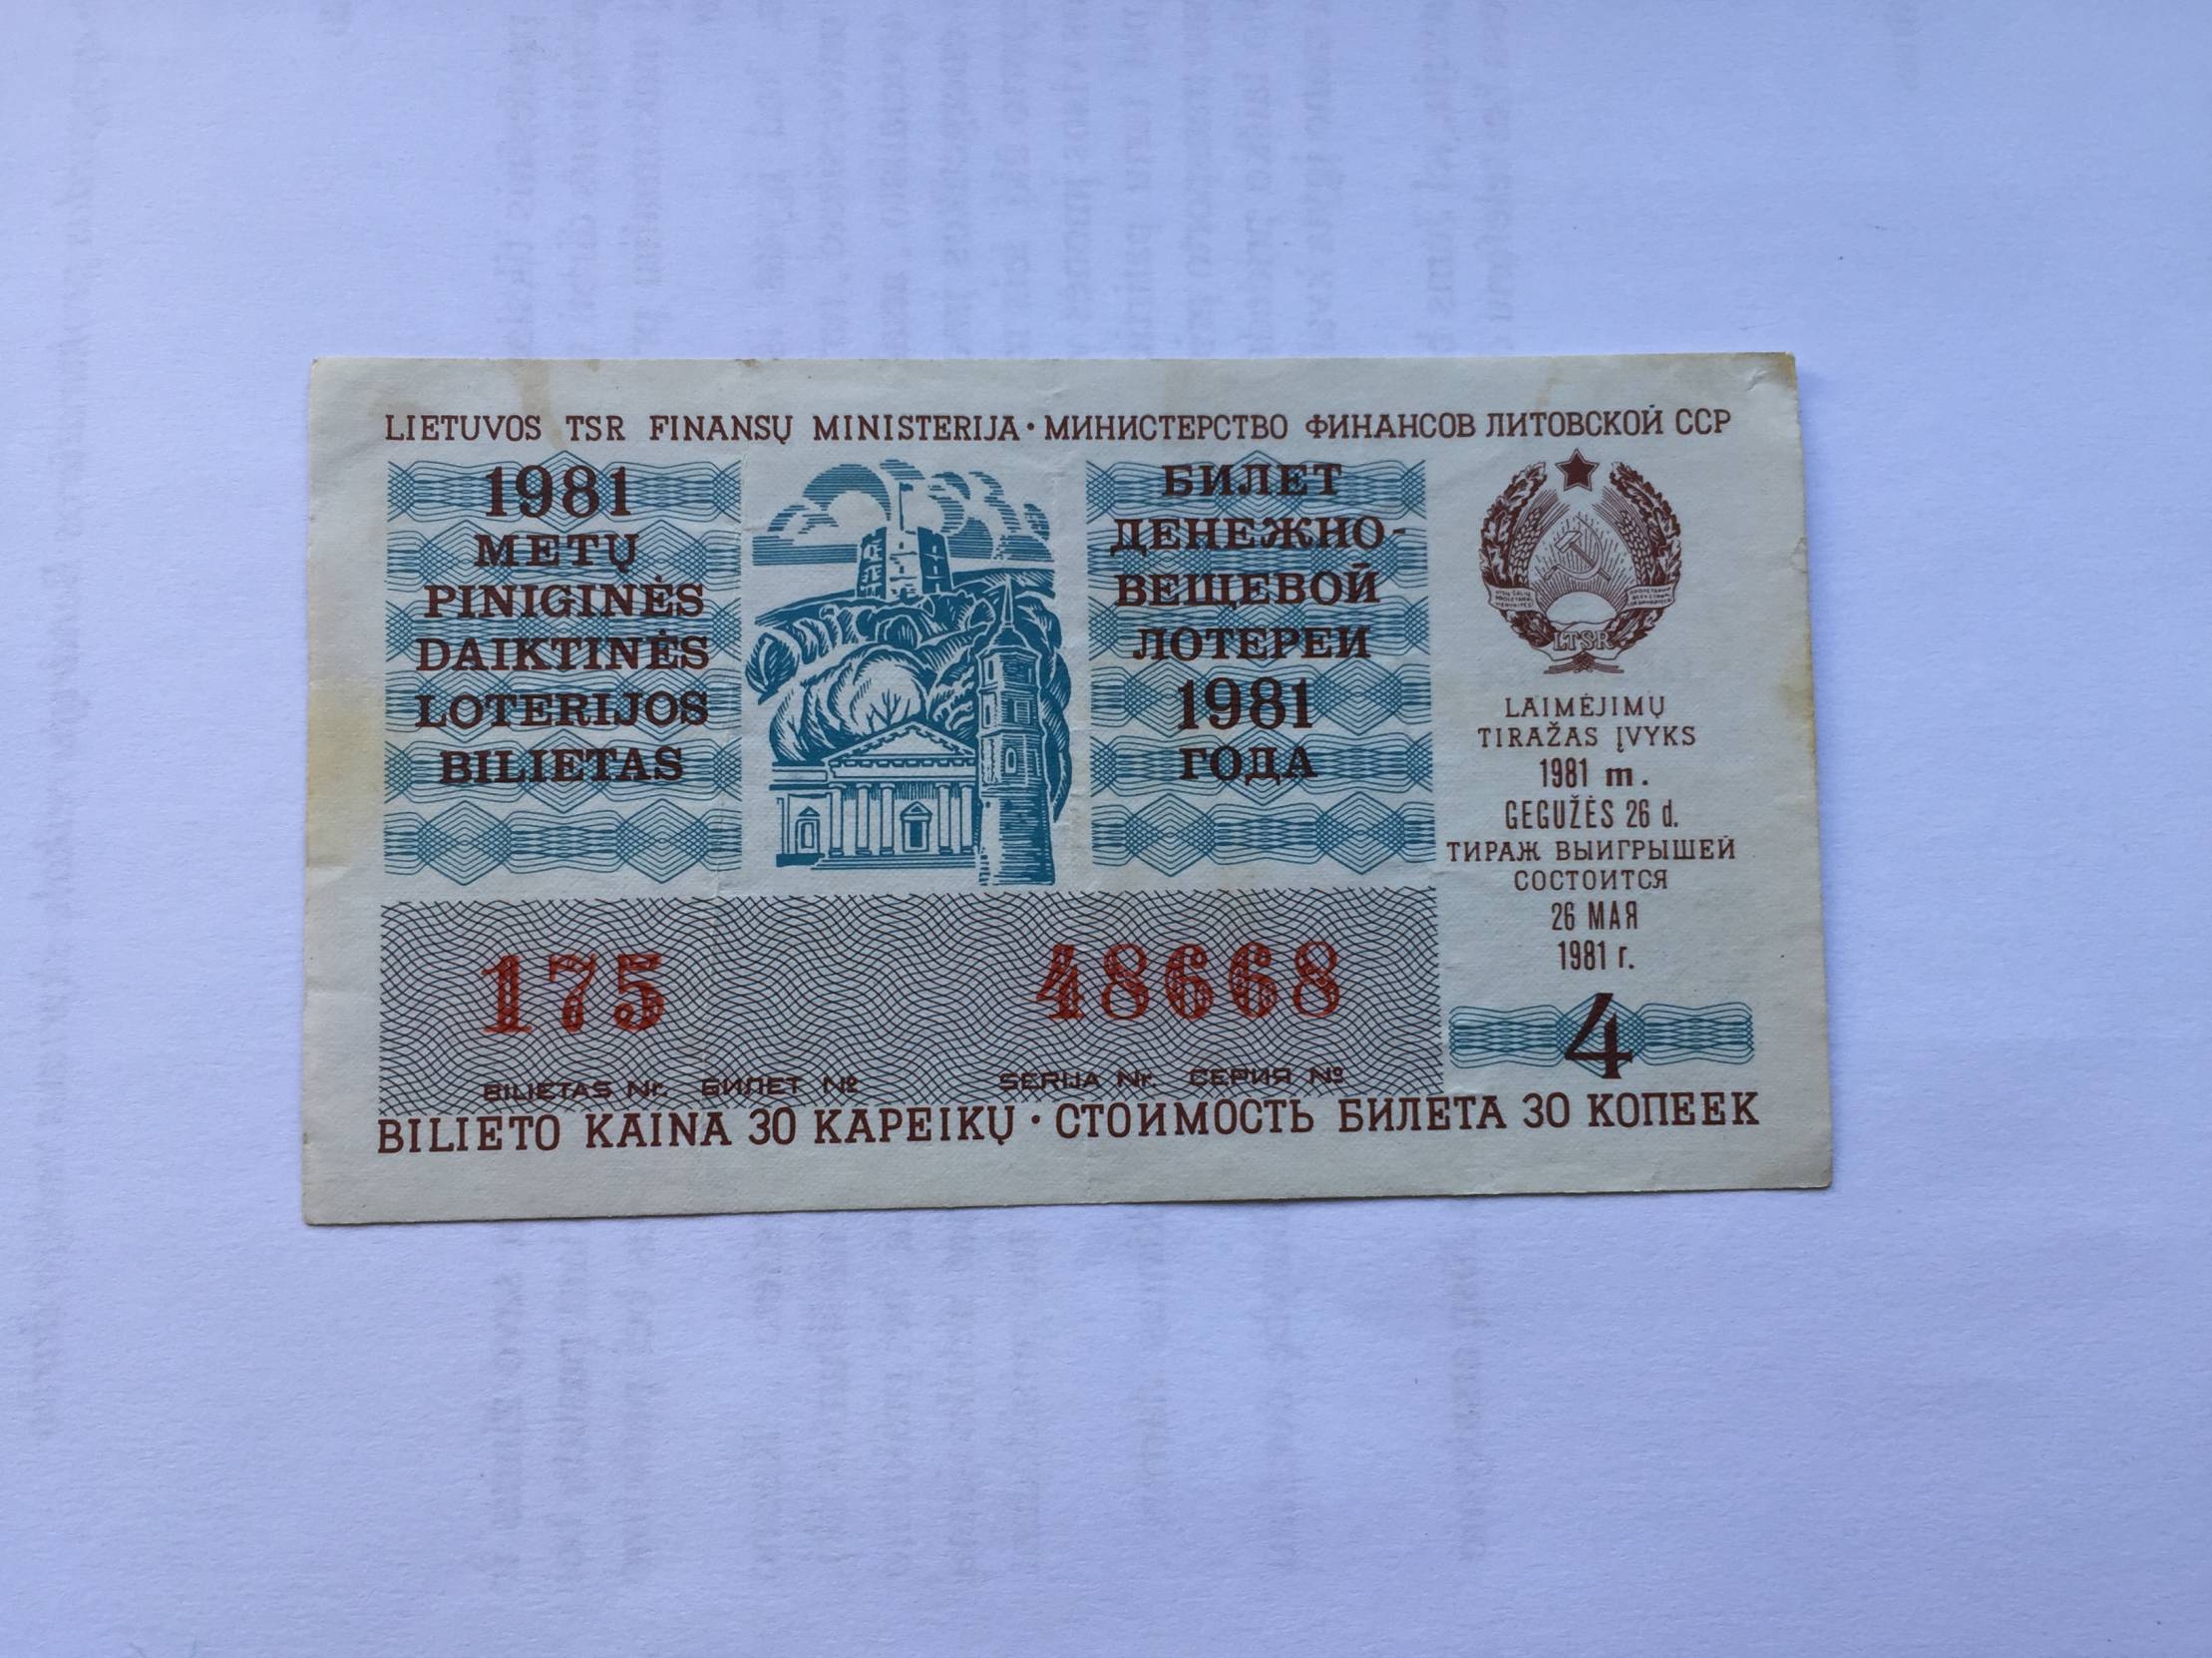 LIETUVOS TSR FINANSŲ MINISTERIJA • МИНИСТЕРСТВО ФИНАНСОВ ЛИТОВСКОЙ ССР
1981
METŲ
PINIGINĖS
DAIKTINĖS
LOTERIJOS
BILIETAS
БИЛЕТ
ДЕНЕЖНО-
ВЕЩЕВОЙ
ЛОТЕРЕИ
1981
ГОДА
LTSR
LAIMĖJIMŲ
TIRAŽAS ĮVYKS
1981 m.
GEGUŽĖS 26 d.
ТИРАЖ ВЫИГРЫШЕЙ
СОСТОИТСЯ
26 МАЯ
1981 г.
4
175 48668
BILIETAS Nr. БИЛЕТ № SERIJA Nr. СЕРИЯ №
BILIETO KAINA 30 KAPEIKŲ • СТОИМОСТЬ БИЛЕТА 30 КОПЕЕК